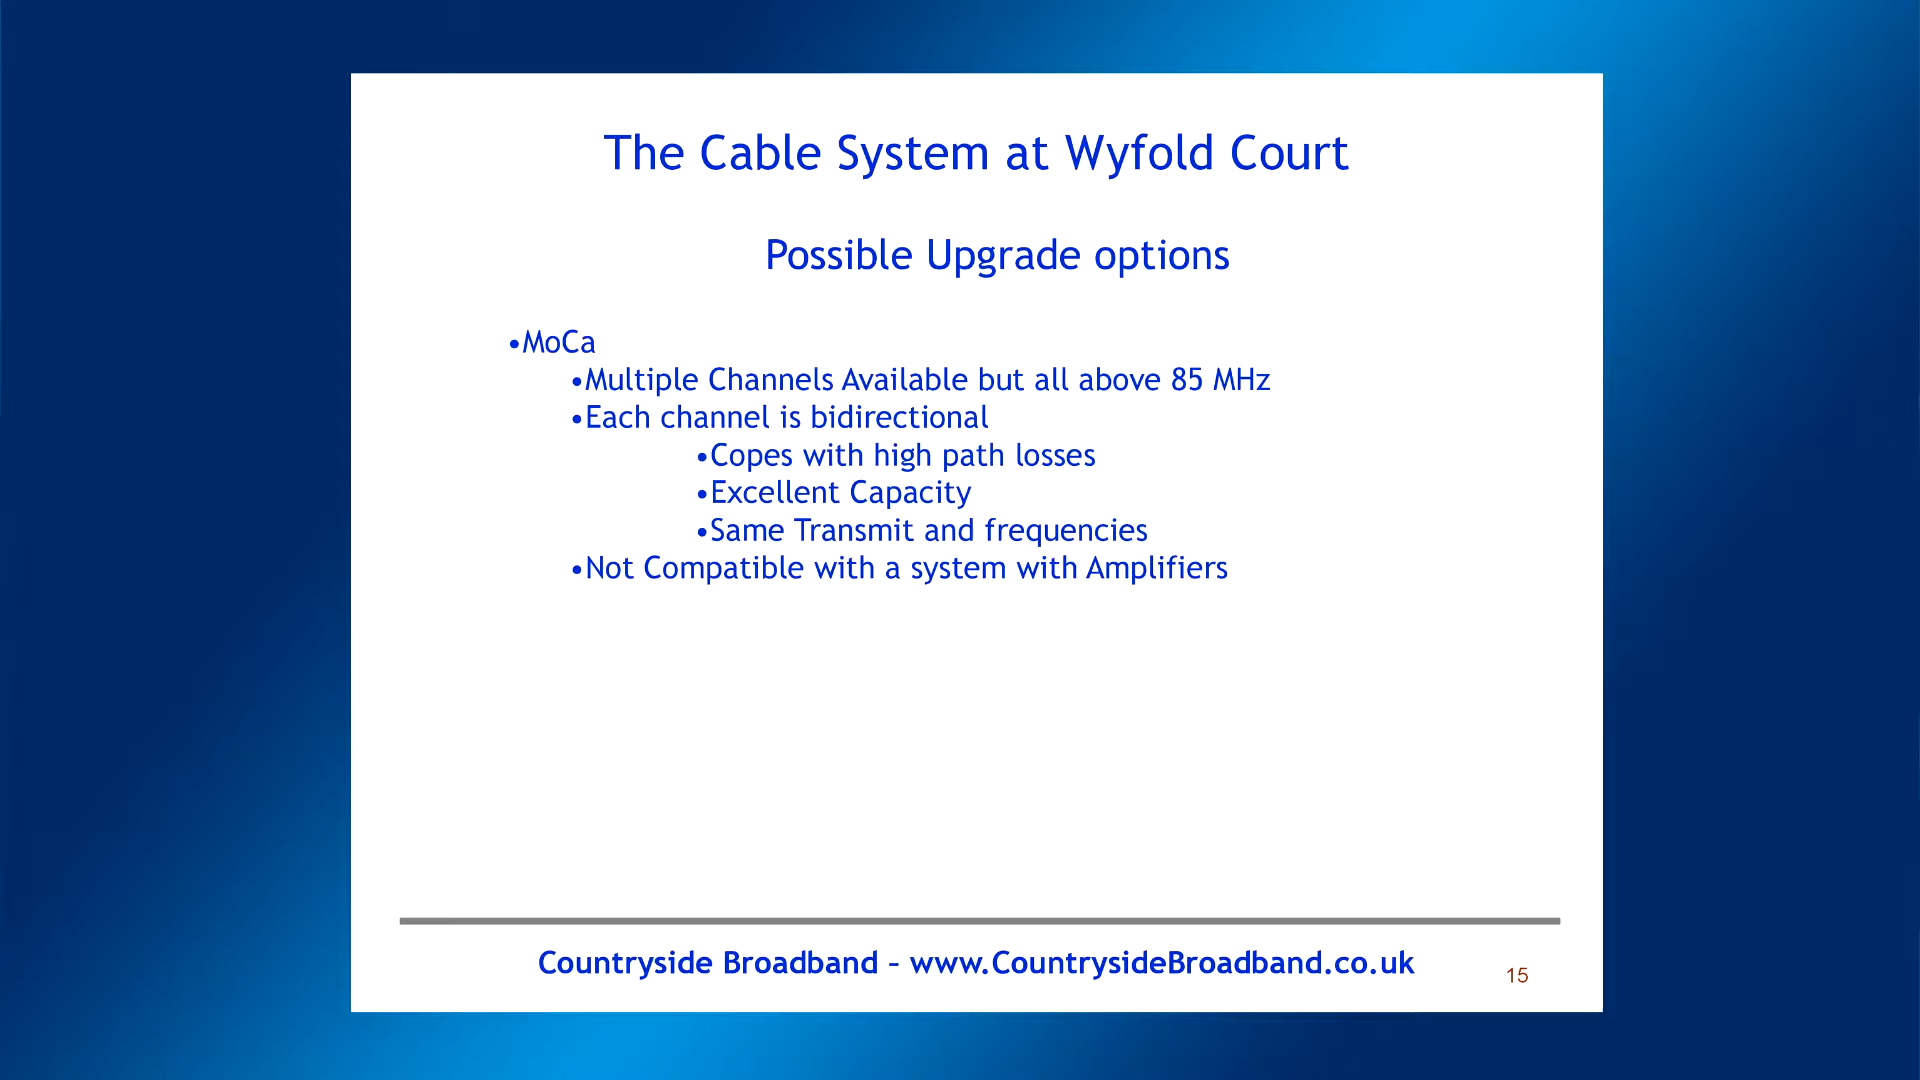 The Cable System at Wyfold Court
Possible Upgrade options
•MoCa
•Multiple Channels Available but all above 85 MHz
•Each channel is bidirectional
•Copes with high path losses
•Excellent Capacity
•Same Transmit and frequencies
•Not Compatible with a system with Amplifiers
Countryside Broadband – www.CountrysideBroadband.co.uk
15